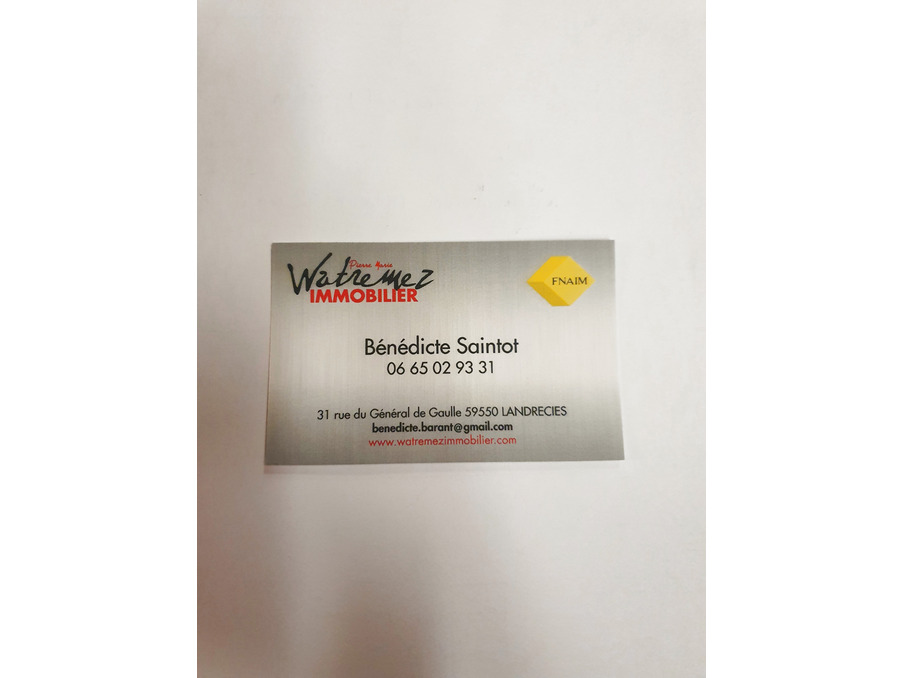 Pierre Marie
Watremez
IMMOBILIER
FNAIM
Bénédicte Saintot
06 65 02 93 31
31 rue du Général de Gaulle 59550 LANDRECIES
benedicte.barant@gmail.com
www.watremezimmobilier.com